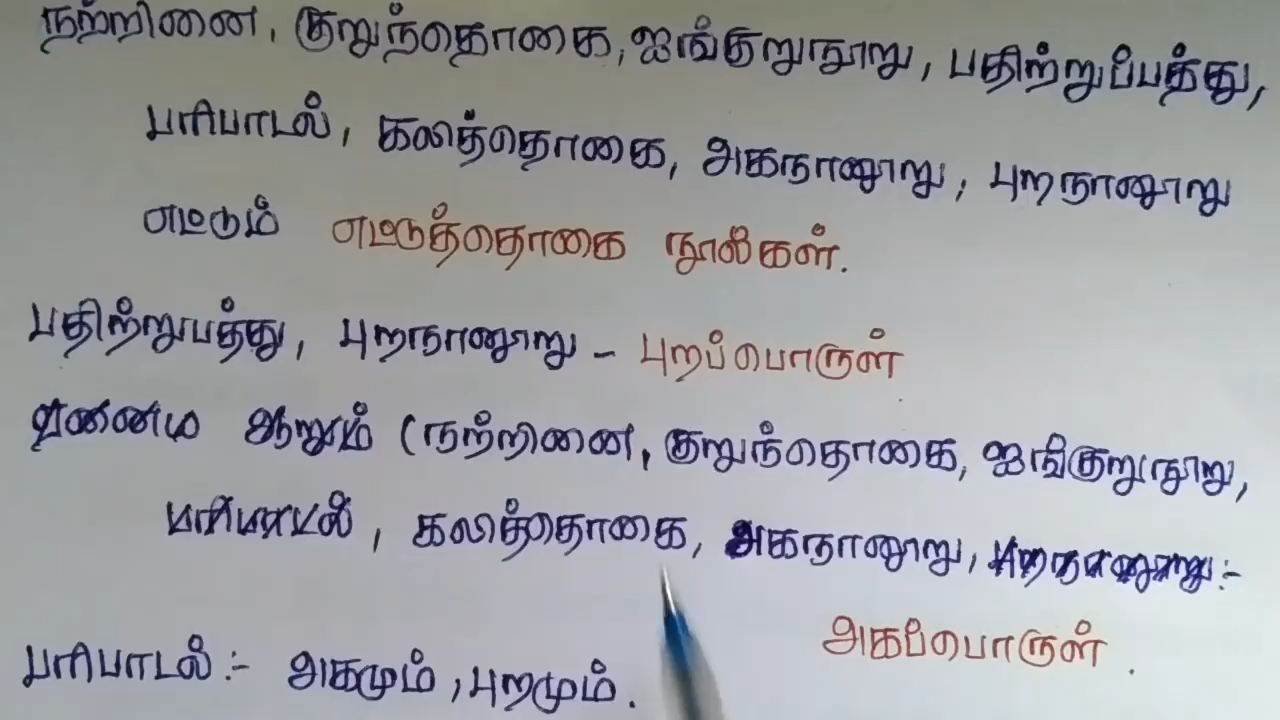 நற்றிணை, குறுந்தொகை, ஐங்குறுநூறு, பதிற்றுப்பத்து,
பரிபாடல், கலித்தொகை, அகநானூறு, புறநானூறு
எட்டும் எட்டுத்தொகை நூல்கள்.
பதிற்றுபத்து, புறநானூறு - புறப்பொருள்
ஆறும் (நற்றிணை, குறுந்தொகை, ஐங்குறுநூறு,
பரிபாடல், கலித்தொகை, அகநானூறு, புறநானூறு:-
அகப்பொருள்.
பரிபாடல்:- அகமும், புறமும்.